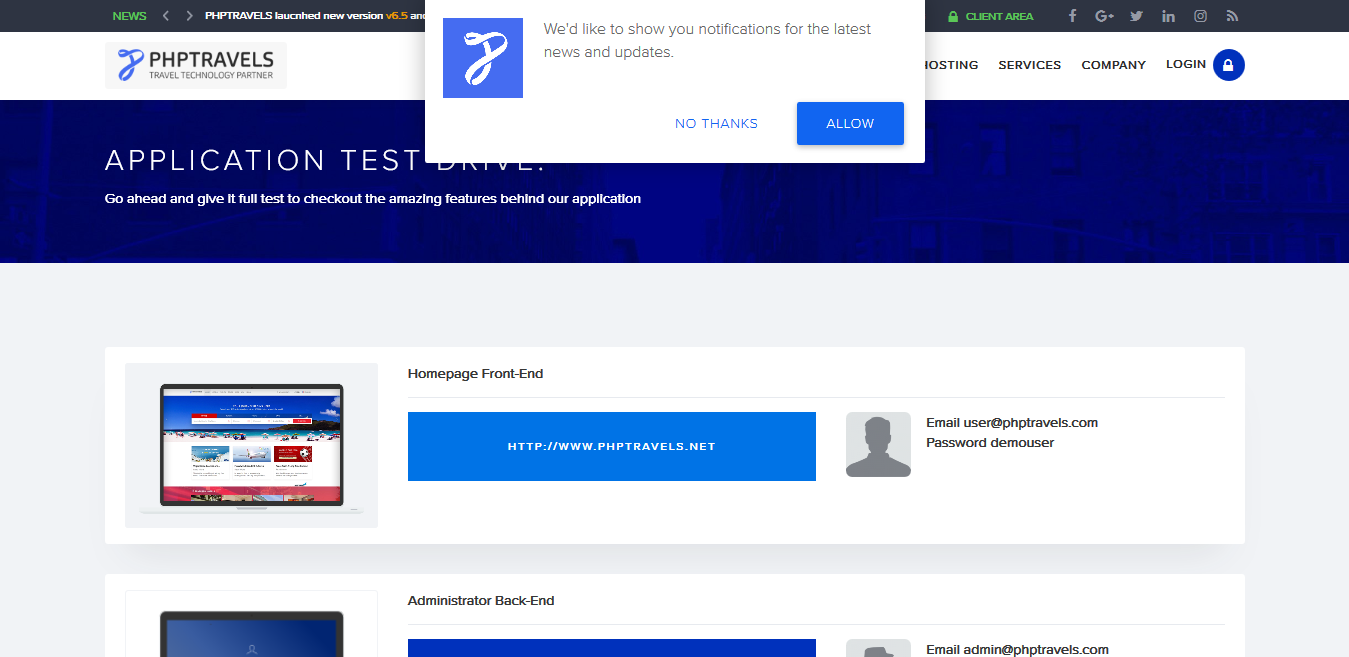 NEWS
PHPTRAVELS laucnhed new version v6.5 and
CLIENT AREA
We'd like to show you notifications for the latest
news and updates.
NO THANKS
ALLOW
PHPTRAVELS
TRAVEL TECHNOLOGY PARTNER
HOSTING
SERVICES
COMPANY
LOGIN
APPLICATION TEST DRIVE.
Go ahead and give it full test to checkout the amazing features behind our application
Homepage Front-End
HTTP://WWW.PHPTRAVELS.NET
Email user@phptravels.com
Password demouser
Administrator Back-End
Email admin@phptravels.com